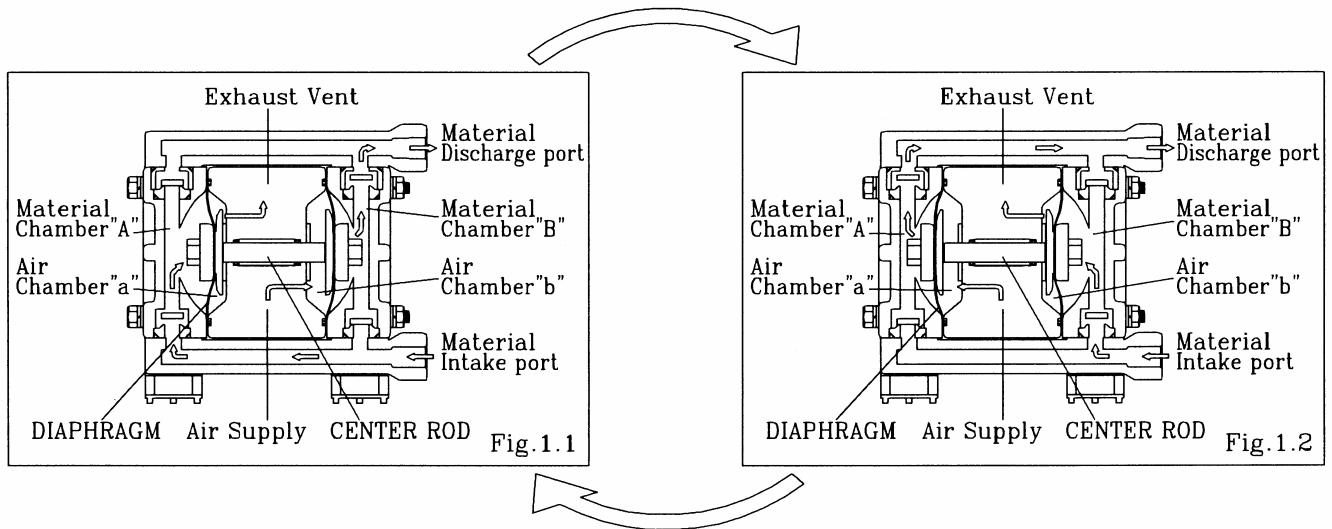 Exhaust Vent
Material
Discharge port
Material
Chamber"A"
Material
Chamber"B"
Air
Chamber"a"
Air
Chamber"b"
Material
Intake port
DIAPHRAGM
Air Supply
CENTER ROD
Fig.1.1
Exhaust Vent
Material
Discharge port
Material
Chamber"A"
Material
Chamber"B"
Air
Chamber"a"
Air
Chamber"b"
Material
Intake port
DIAPHRAGM
Air Supply
CENTER ROD
Fig.1.2